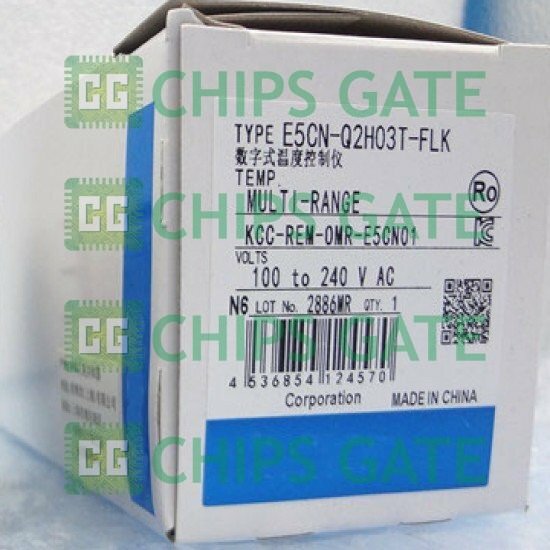 CG CHIPS GATE
TYPE E5CN-Q2H03T-FLK
数字式温度控制仪
TEMP
CG CHIPS GATE
MULTI-RANGE
Ro
KCC-REM-OMR-E5CN01
VOLTS
100 to 240 V AC
CG CHIPS GATE
N6 LOT No. 2886MR QTY. 1
4 536854 124570
Corporation
MADE IN CHINA
CG CHIPS GATE